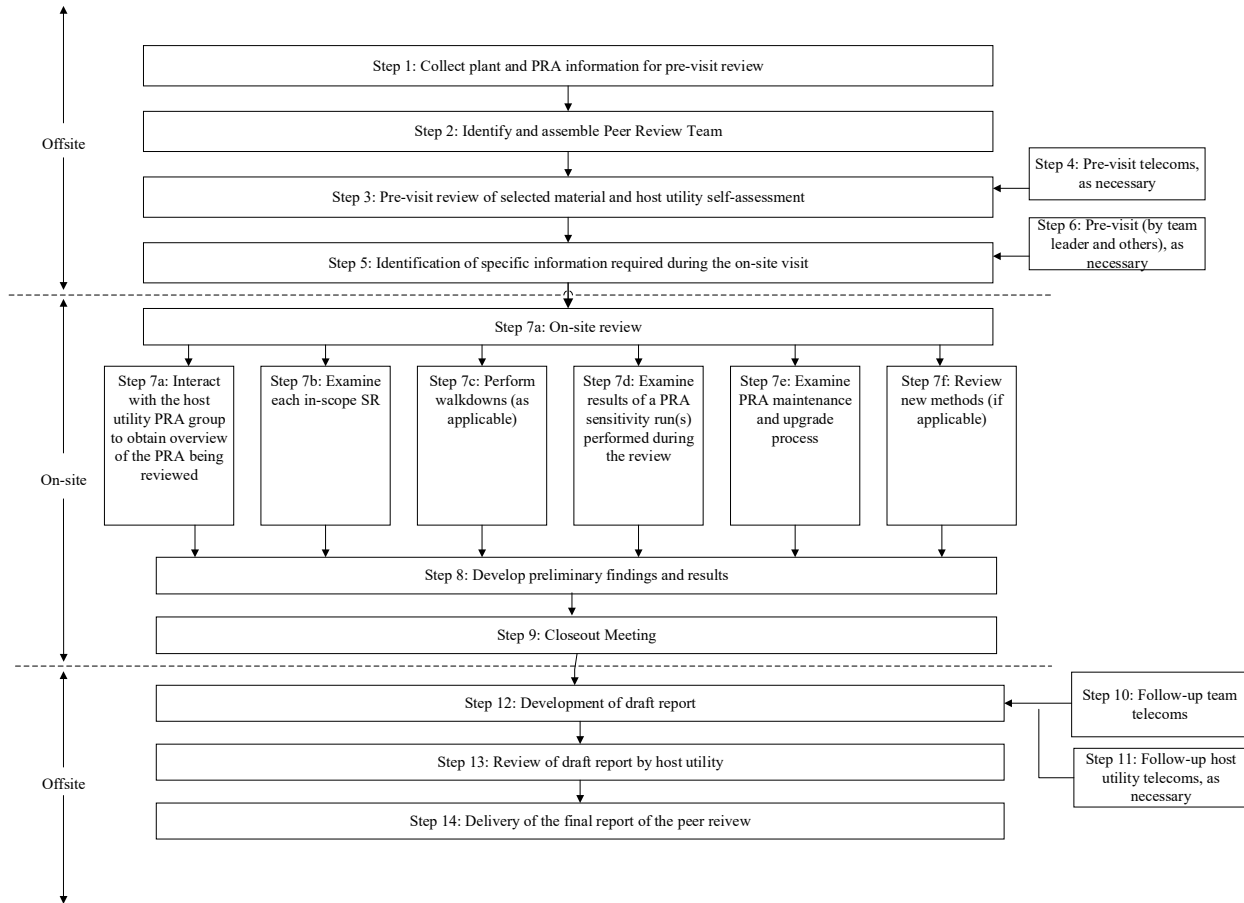 Step 1: Collect plant and PRA information for pre-visit review
Step 2: Identify and assemble Peer Review Team
Offsite
Step 3: Pre-visit review of selected material and host utility self-assessment
Step 4: Pre-visit telecoms,
as necessary
Step 5: Identification of specific information required during the on-site visit
Step 6: Pre-visit (by team
leader and others), as
necessary
Step 7a: On-site review
Step 7a: Interact
with the host
utility PRA group
to obtain overview
of the PRA being
reviewed
Step 7b: Examine
each in-scope SR
Step 7c: Perform
walkdowns (as
applicable)
Step 7d: Examine
results of a PRA
sensitivity run(s)
performed during
the review
Step 7e: Examine
PRA maintenance
and upgrade
process
Step 7f: Review
new methods (if
applicable)
On-site
Step 8: Develop preliminary findings and results
Step 9: Closeout Meeting
Step 12: Development of draft report
Step 10: Follow-up team
telecoms
Step 13: Review of draft report by host utility
Step 11: Follow-up host
utility telecoms, as
necessary
Offsite
Step 14: Delivery of the final report of the peer reivew